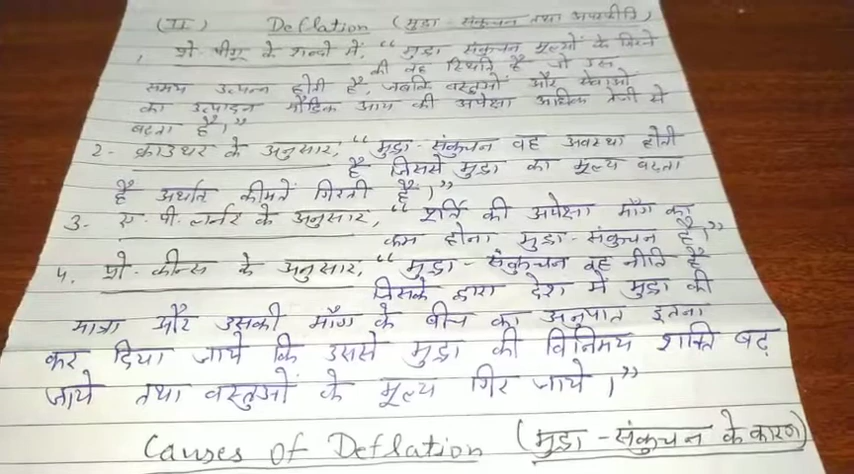 (II) Deflation (मुद्रा-संकुचन तथा अपस्फीति)
1 प्रो. पीगू के शब्दों में, “मुद्रा संकुचन मूल्यों के गिरने
की वह स्थिति है जो उस
समय उत्पन्न होती है, जबकि वस्तुओं और सेवाओं
का उत्पादन मौद्रिक आय की अपेक्षा अधिक तेजी से
बढ़ता है।”
2- क्राउथर के अनुसार, “मुद्रा-संकुचन वह अवस्था होती
है जिससे मुद्रा का मूल्य बढता
है अर्थात कीमतें गिरती हैं।”
3- ए. पी. लर्नर के अनुसार, “पूर्ति की अपेक्षा माँग का
कम होना मुद्रा-संकुचन है।”
4. प्रो. कीन्स के अनुसार, “मुद्रा-संकुचन वह नीति है
जिसके द्वारा देश में मुद्रा की
मात्रा और उसकी माँग के बीच का अनुपात इतना
कर दिया जाये कि उससे मुद्रा की विनिमय शक्ति बढ़
जाये तथा वस्तुओं के मूल्य गिर जाये।”
Causes of Deflation (मुद्रा-संकुचन के कारण)